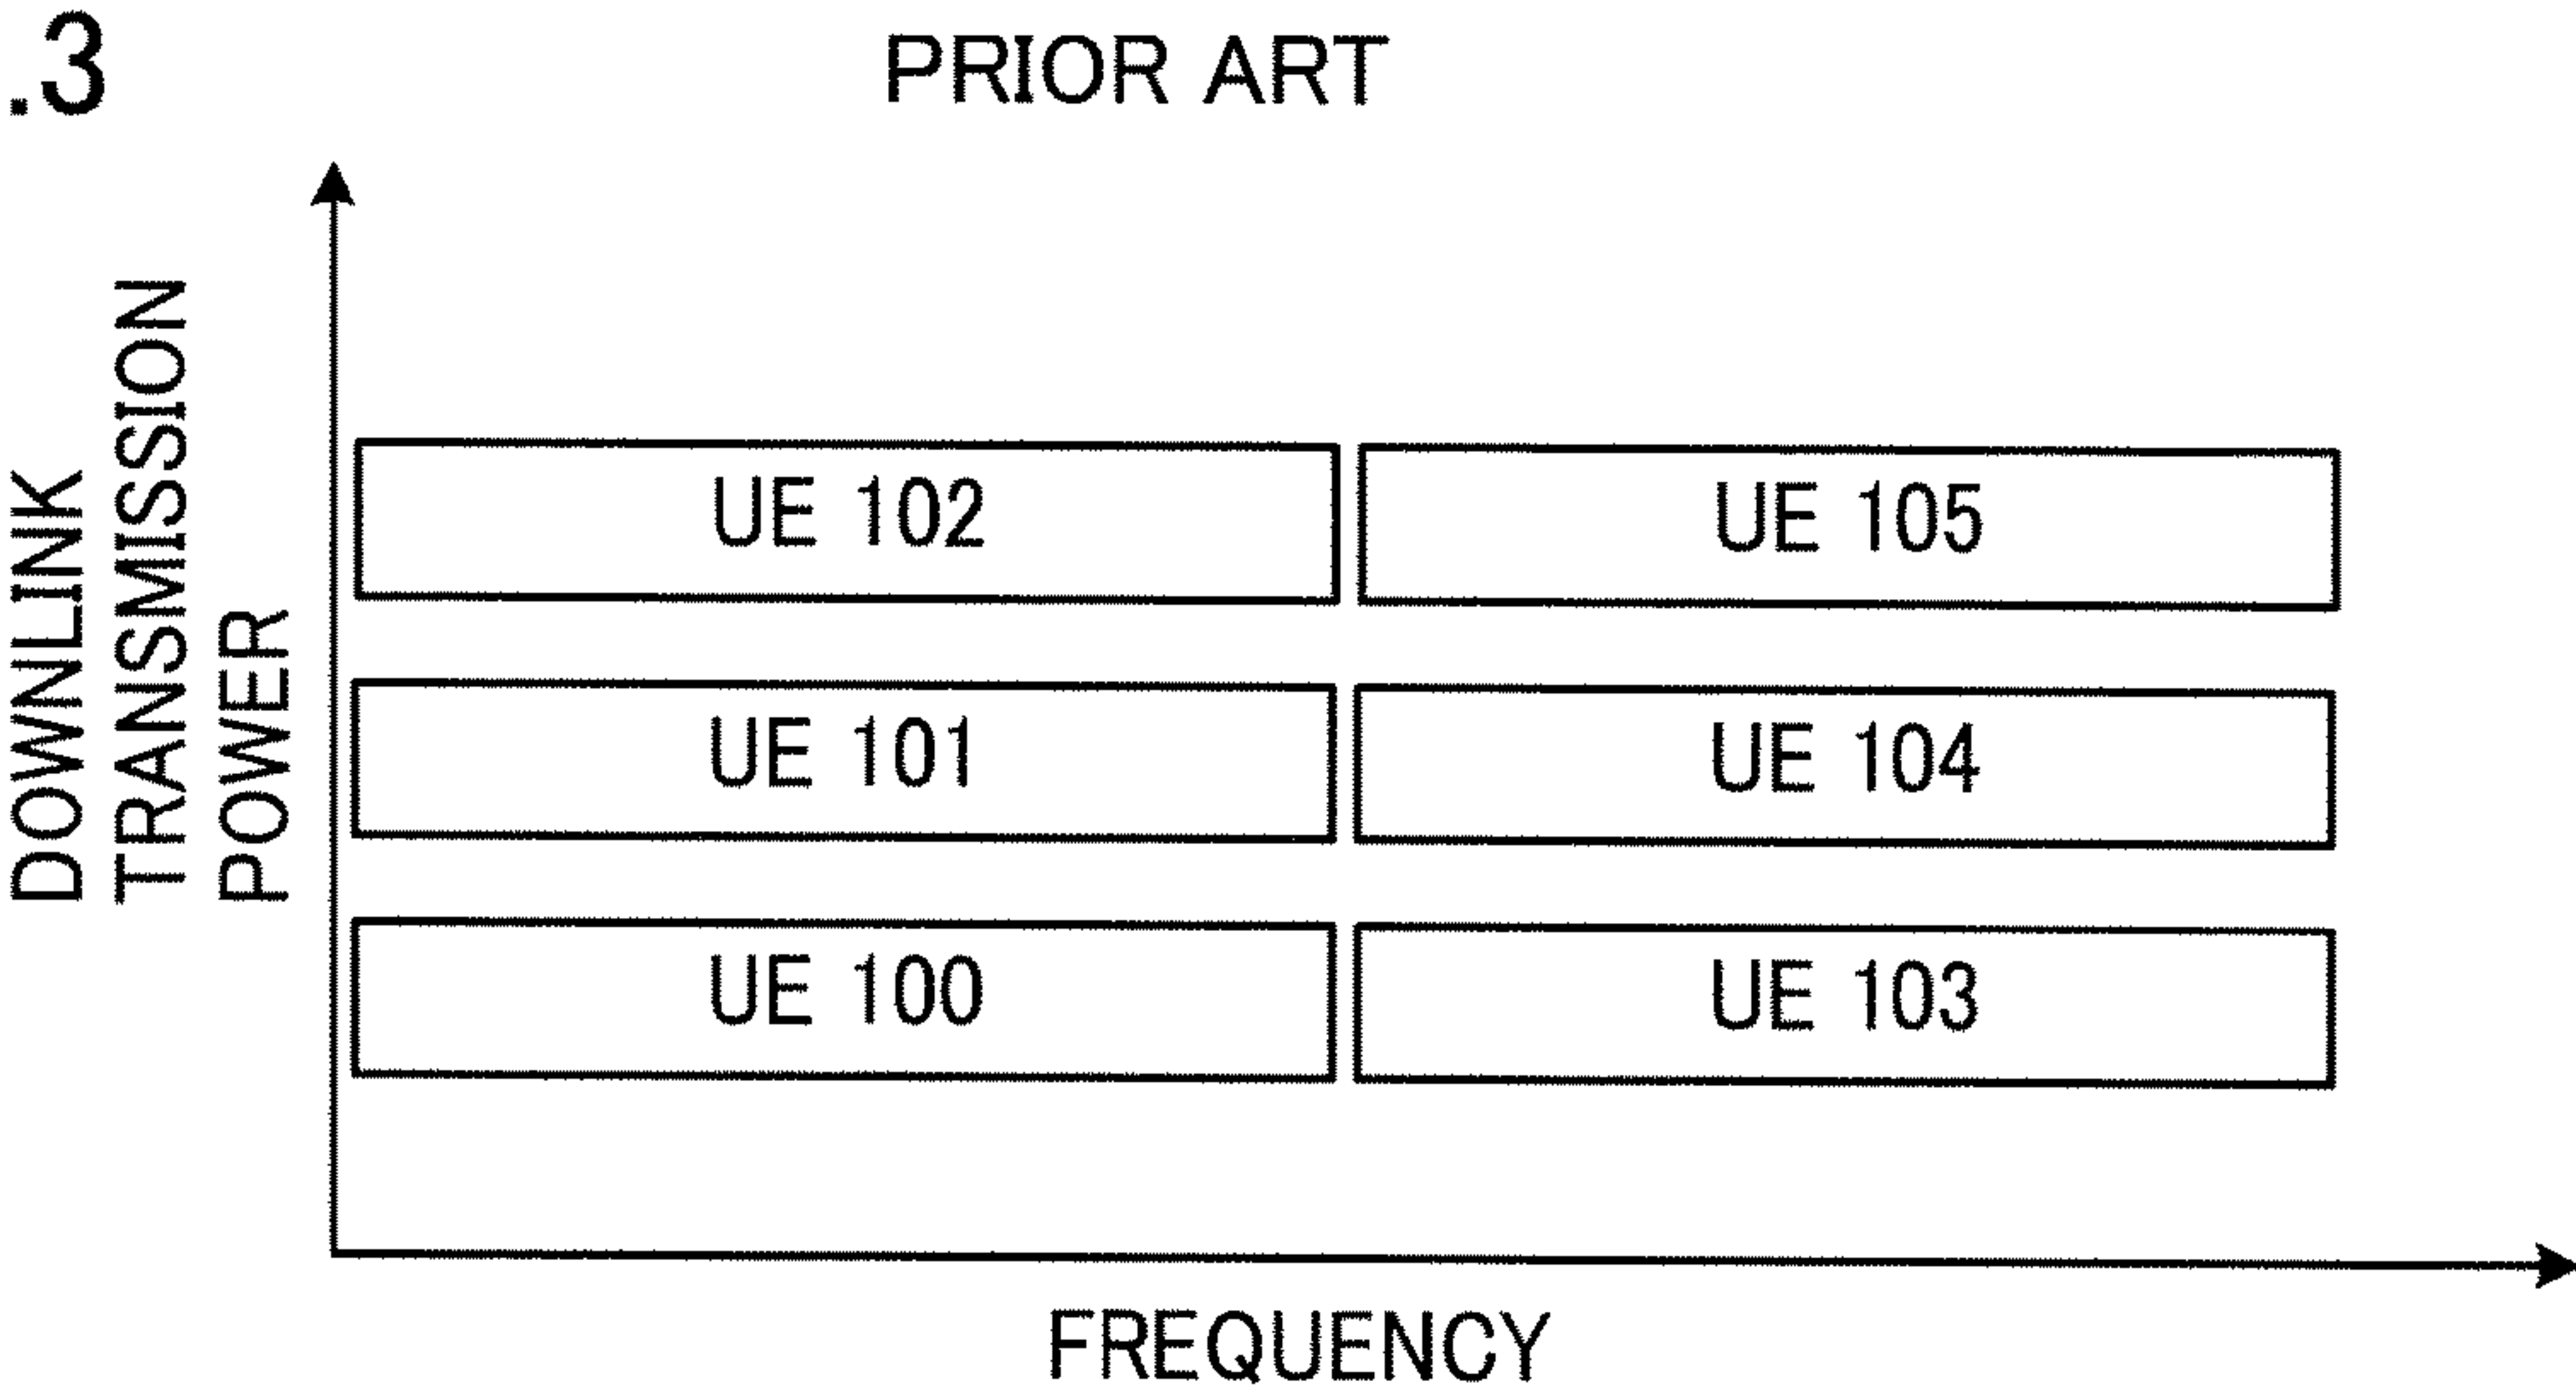 .3
PRIOR ART
DOWNLINK
TRANSMISSION
POWER
UE 102
UE 105
UE 101
UE 104
UE 100
UE 103
FREQUENCY